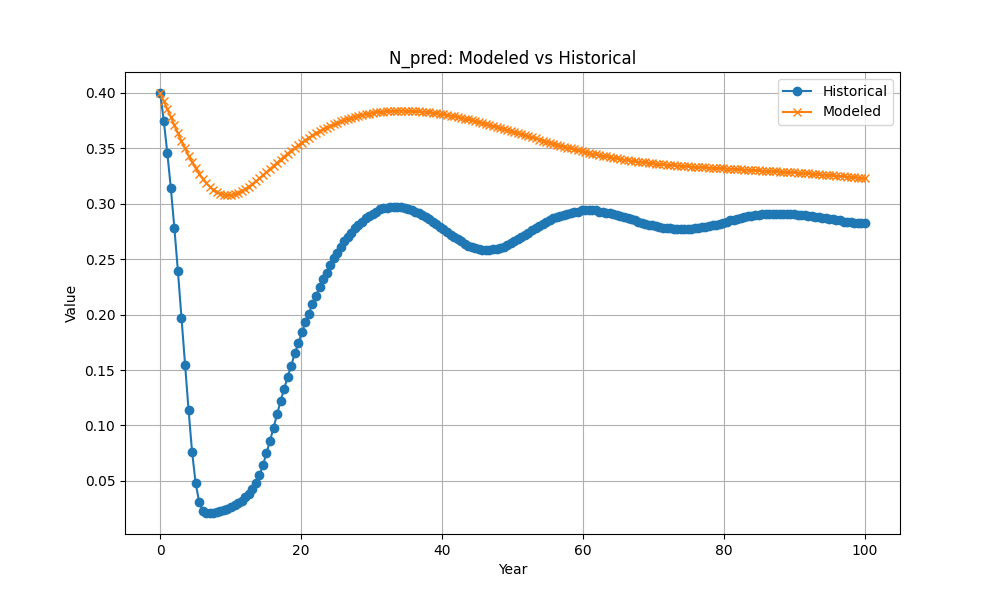 N_pred: Modeled vs Historical
Historical
Modeled
0.40
0.35
0.30
0.25
0.20
0.15
0.10
0.05
Value
0 20 40 60 80 100
Year